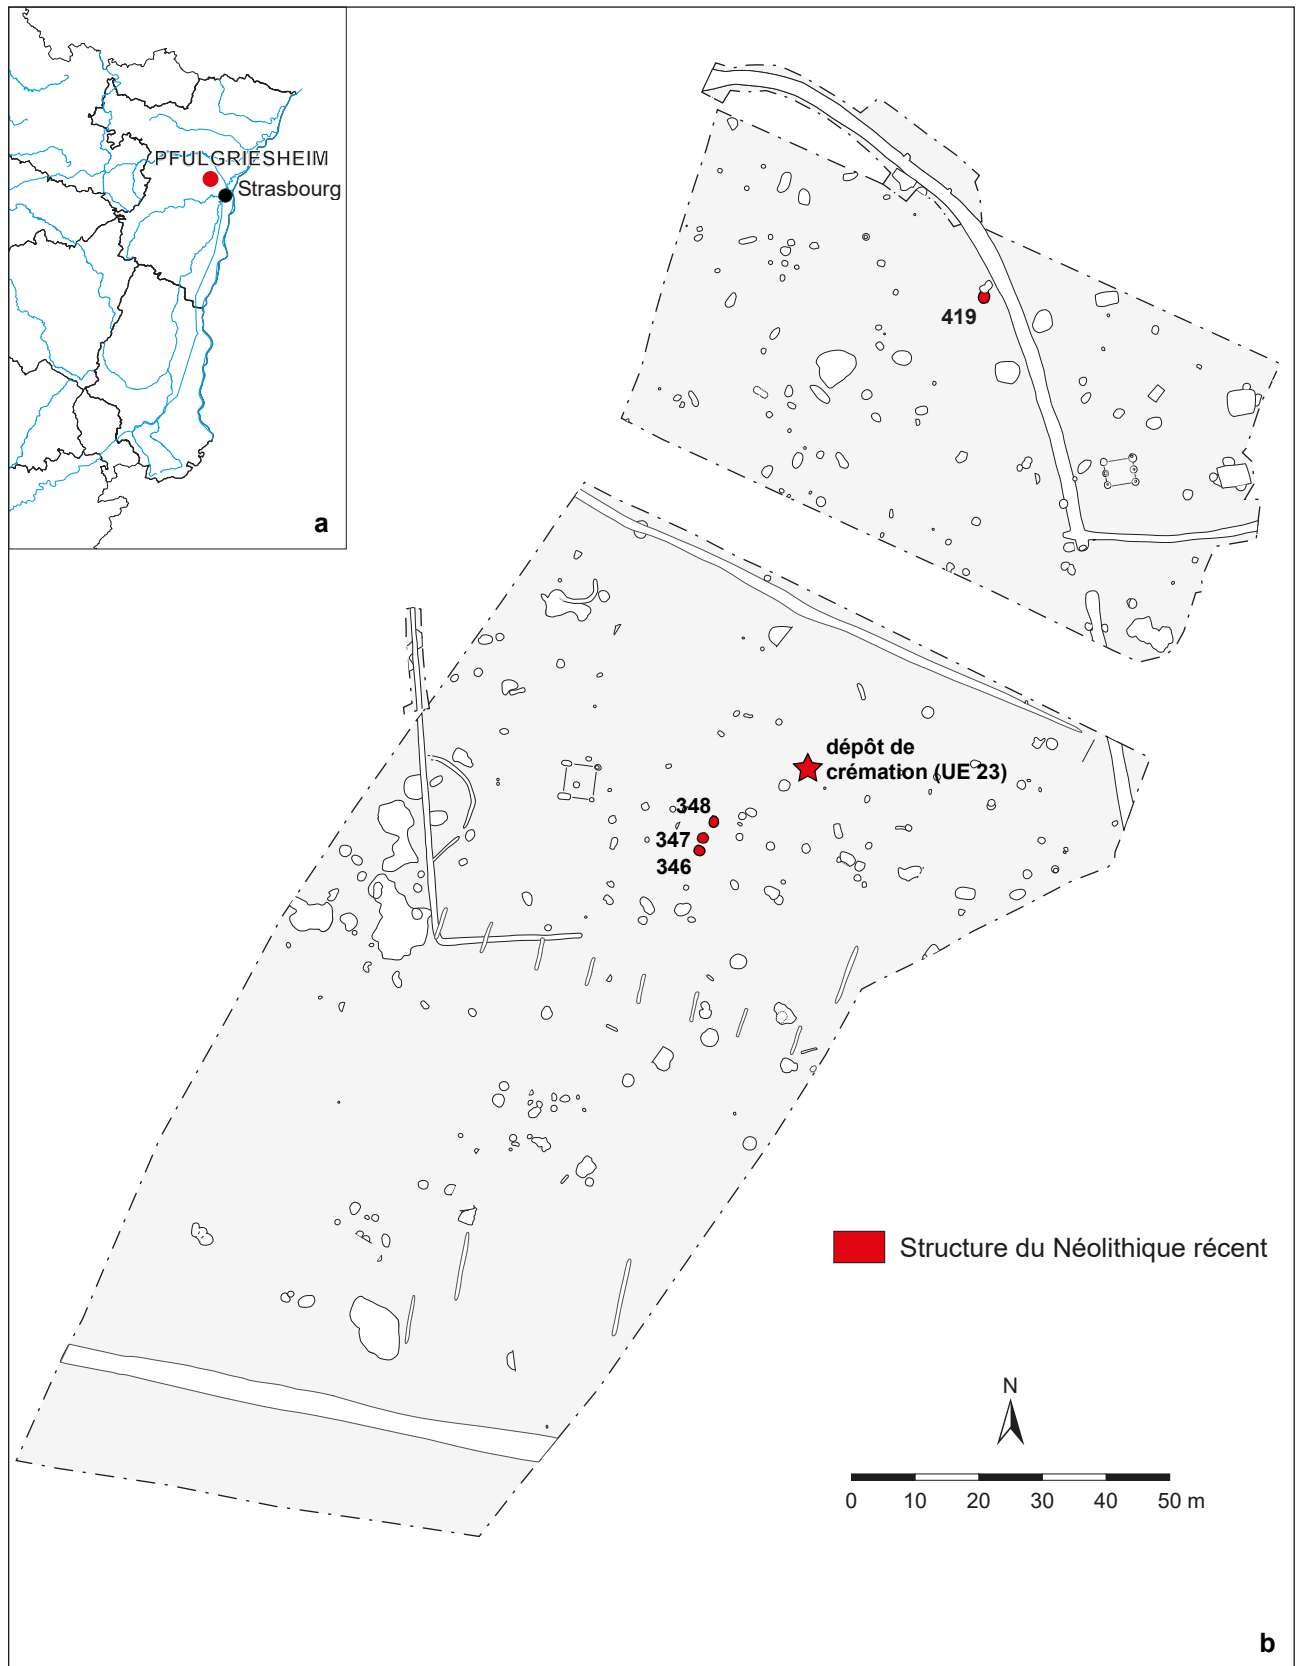 PFULGRIESHEIM
Strasbourg
a
419
dépôt de
crémation (UE 23)
348
347
346
Structure du Néolithique récent
N
0 10 20 30 40 50 m
b